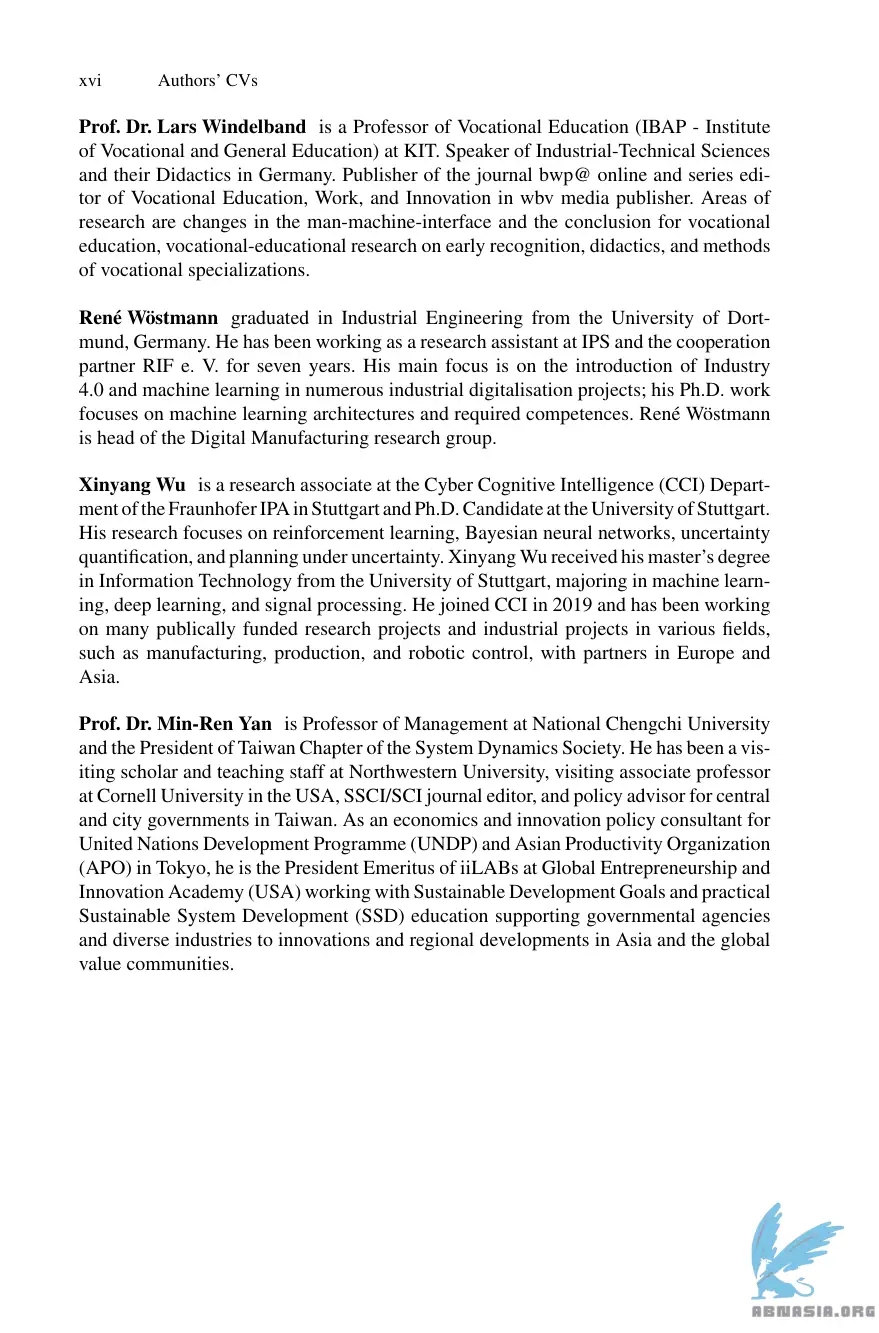 xvi Authors’ CVs
Prof. Dr. Lars Windelband is a Professor of Vocational Education (IBAP - Institute
of Vocational and General Education) at KIT. Speaker of Industrial-Technical Sciences
and their Didactics in Germany. Publisher of the journal bwp@ online and series edi-
tor of Vocational Education, Work, and Innovation in wbv media publisher. Areas of
research are changes in the man-machine-interface and the conclusion for vocational
education, vocational-educational research on early recognition, didactics, and methods
of vocational specializations.
René Wöstmann graduated in Industrial Engineering from the University of Dort-
mund, Germany. He has been working as a research assistant at IPS and the cooperation
partner RIF e. V. for seven years. His main focus is on the introduction of Industry
4.0 and machine learning in numerous industrial digitalisation projects; his Ph.D. work
focuses on machine learning architectures and required competences. René Wöstmann
is head of the Digital Manufacturing research group.
Xinyang Wu is a research associate at the Cyber Cognitive Intelligence (CCI) Depart-
ment of the Fraunhofer IPA in Stuttgart and Ph.D. Candidate at the University of Stuttgart.
His research focuses on reinforcement learning, Bayesian neural networks, uncertainty
quantification, and planning under uncertainty. Xinyang Wu received his master’s degree
in Information Technology from the University of Stuttgart, majoring in machine learn-
ing, deep learning, and signal processing. He joined CCI in 2019 and has been working
on many publically funded research projects and industrial projects in various fields,
such as manufacturing, production, and robotic control, with partners in Europe and
Asia.
Prof. Dr. Min-Ren Yan is Professor of Management at National Chengchi University
and the President of Taiwan Chapter of the System Dynamics Society. He has been a vis-
iting scholar and teaching staff at Northwestern University, visiting associate professor
at Cornell University in the USA, SSCI/SCI journal editor, and policy advisor for central
and city governments in Taiwan. As an economics and innovation policy consultant for
United Nations Development Programme (UNDP) and Asian Productivity Organization
(APO) in Tokyo, he is the President Emeritus of iiLABs at Global Entrepreneurship and
Innovation Academy (USA) working with Sustainable Development Goals and practical
Sustainable System Development (SSD) education supporting governmental agencies
and diverse industries to innovations and regional developments in Asia and the global
value communities.
ABNASIA.ORG